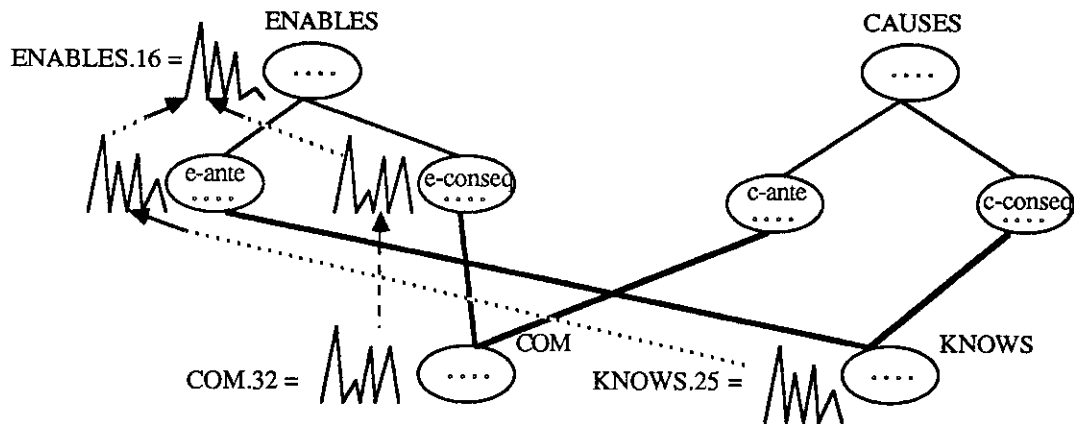 ENABLES
CAUSES
ENABLES.16 =
....
....
e-ante
....
e-conseq
....
c-ante
....
c-conseq
....
COM
KNOWS
COM.32 =
....
KNOWS.25 =
....